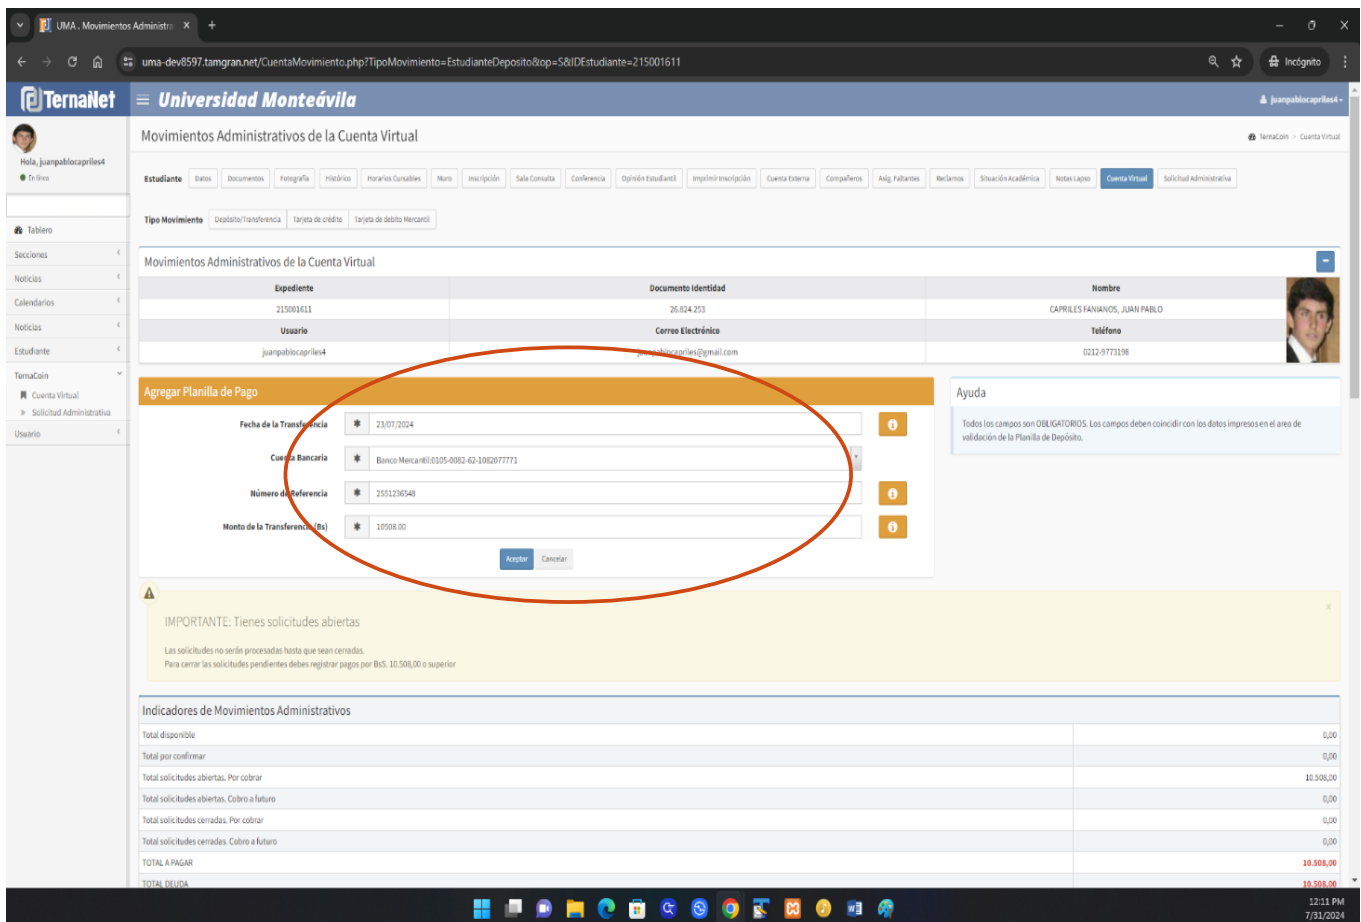 UMA . Movimientos Administra
uma-dev8597.tamgran.net/CuentaMovimiento.php?TipoMovimiento=EstudianteDeposito&op=S&IDEstudiante=215001611
Incógnito
TernaNet
Universidad Monteávila
juanpablocapriles4
Hola, juanpablocapriles4
En línea
Movimientos Administrativos de la Cuenta Virtual
TernaCoin > Cuenta Virtual
Estudiante Datos Documentos Fotografía Histórico Horarios Cursables Muro Inscripción Sala Consulta Conferencia Opinión Estudiantil Imprimir Inscripción Cuenta Externa Compañeros Asig. Faltantes Reclamos Situación Académica Notas Lapso Cuenta Virtual Solicitud Administrativa
Tipo Movimiento Depósito/Transferencia Tarjeta de crédito Tarjeta de debito Mercantil
Tablero
Secciones
Noticias
Calendarios
Noticias
Estudiante
TernaCoin
Cuenta Virtual
Solicitud Administrativa
Usuario
Movimientos Administrativos de la Cuenta Virtual
Expediente Documento Identidad Nombre
215001611 26.824.253 CAPRILES FANIANOS, JUAN PABLO
Usuario Correo Electrónico Teléfono
juanpablocapriles4 juanpablocapriles@gmail.com 0212-9773198
Agregar Planilla de Pago
Fecha de la Transferencia 23/07/2024
Cuenta Bancaria Banco Mercantil:0105-0082-62-1082077771
Número de Referencia 2551236548
Monto de la Transferencia (Bs) 10508.00
Aceptar Cancelar
Ayuda
Todos los campos son OBLIGATORIOS. Los campos deben coincidir con los datos impresos en el area de
validación de la Planilla de Depósito.
IMPORTANTE: Tienes solicitudes abiertas
Las solicitudes no serán procesadas hasta que sean cerradas.
Para cerrar las solicitudes pendientes debes registrar pagos por BsS. 10.508,00 o superior
Indicadores de Movimientos Administrativos
Total disponible 0,00
Total por confirmar 0,00
Total solicitudes abiertas. Por cobrar 10.508,00
Total solicitudes abiertas. Cobro a futuro 0,00
Total solicitudes cerradas. Por cobrar 0,00
Total solicitudes cerradas. Cobro a futuro 0,00
TOTAL A PAGAR 10.508,00
TOTAL DEUDA 10.508,00
12:11 PM
7/31/2024